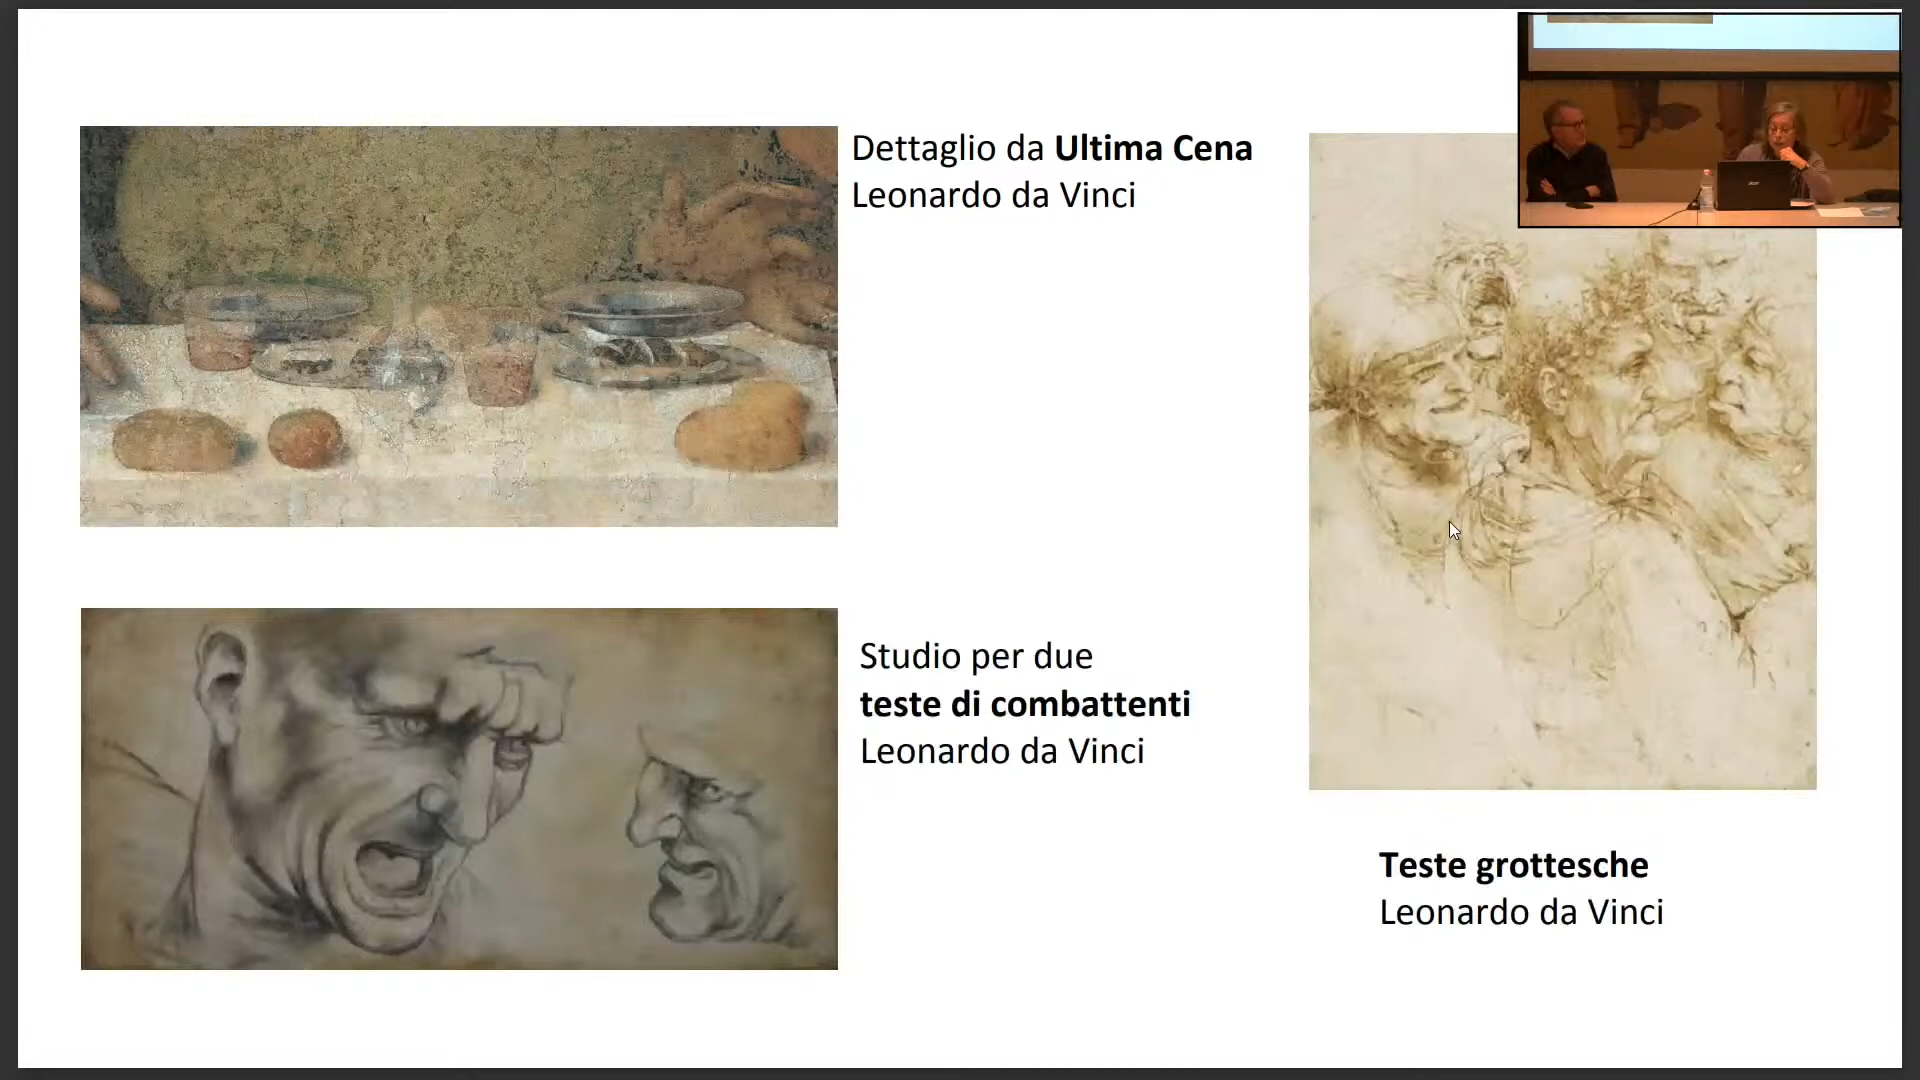 Dettaglio da Ultima Cena
Leonardo da Vinci
Studio per due
teste di combattenti
Leonardo da Vinci
Teste grottesche
Leonardo da Vinci
acer